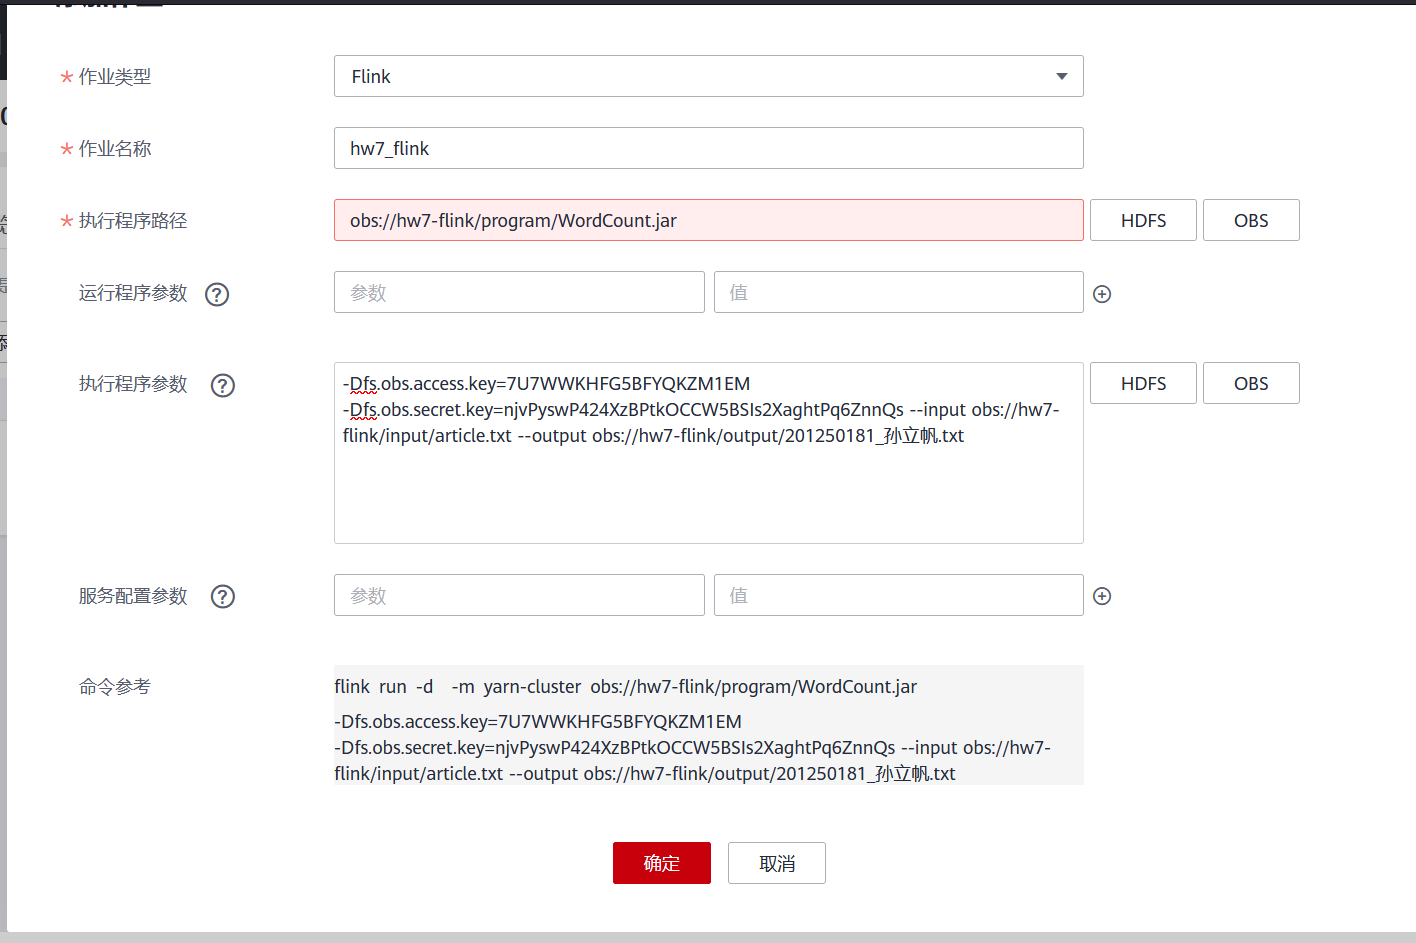 作业类型
Flink
作业名称
hw7_flink
执行程序路径
obs://hw7-flink/program/WordCount.jar
HDFS
OBS
运行程序参数
?
参数
值
执行程序参数
?
-Dfs.obs.access.key=7U7WWKHFG5BFYQKZM1EM
-Dfs.obs.secret.key=njvPyswP424XzBPtkOCCW5BSIs2XaghtPq6ZnnQs --input obs://hw7-
flink/input/article.txt --output obs://hw7-flink/output/201250181_孙立帆.txt
HDFS
OBS
服务配置参数
?
参数
值
命令参考
flink run -d -m yarn-cluster obs://hw7-flink/program/WordCount.jar
-Dfs.obs.access.key=7U7WWKHFG5BFYQKZM1EM
-Dfs.obs.secret.key=njvPyswP424XzBPtkOCCW5BSIs2XaghtPq6ZnnQs --input obs://hw7-
flink/input/article.txt --output obs://hw7-flink/output/201250181_孙立帆.txt
确定
取消